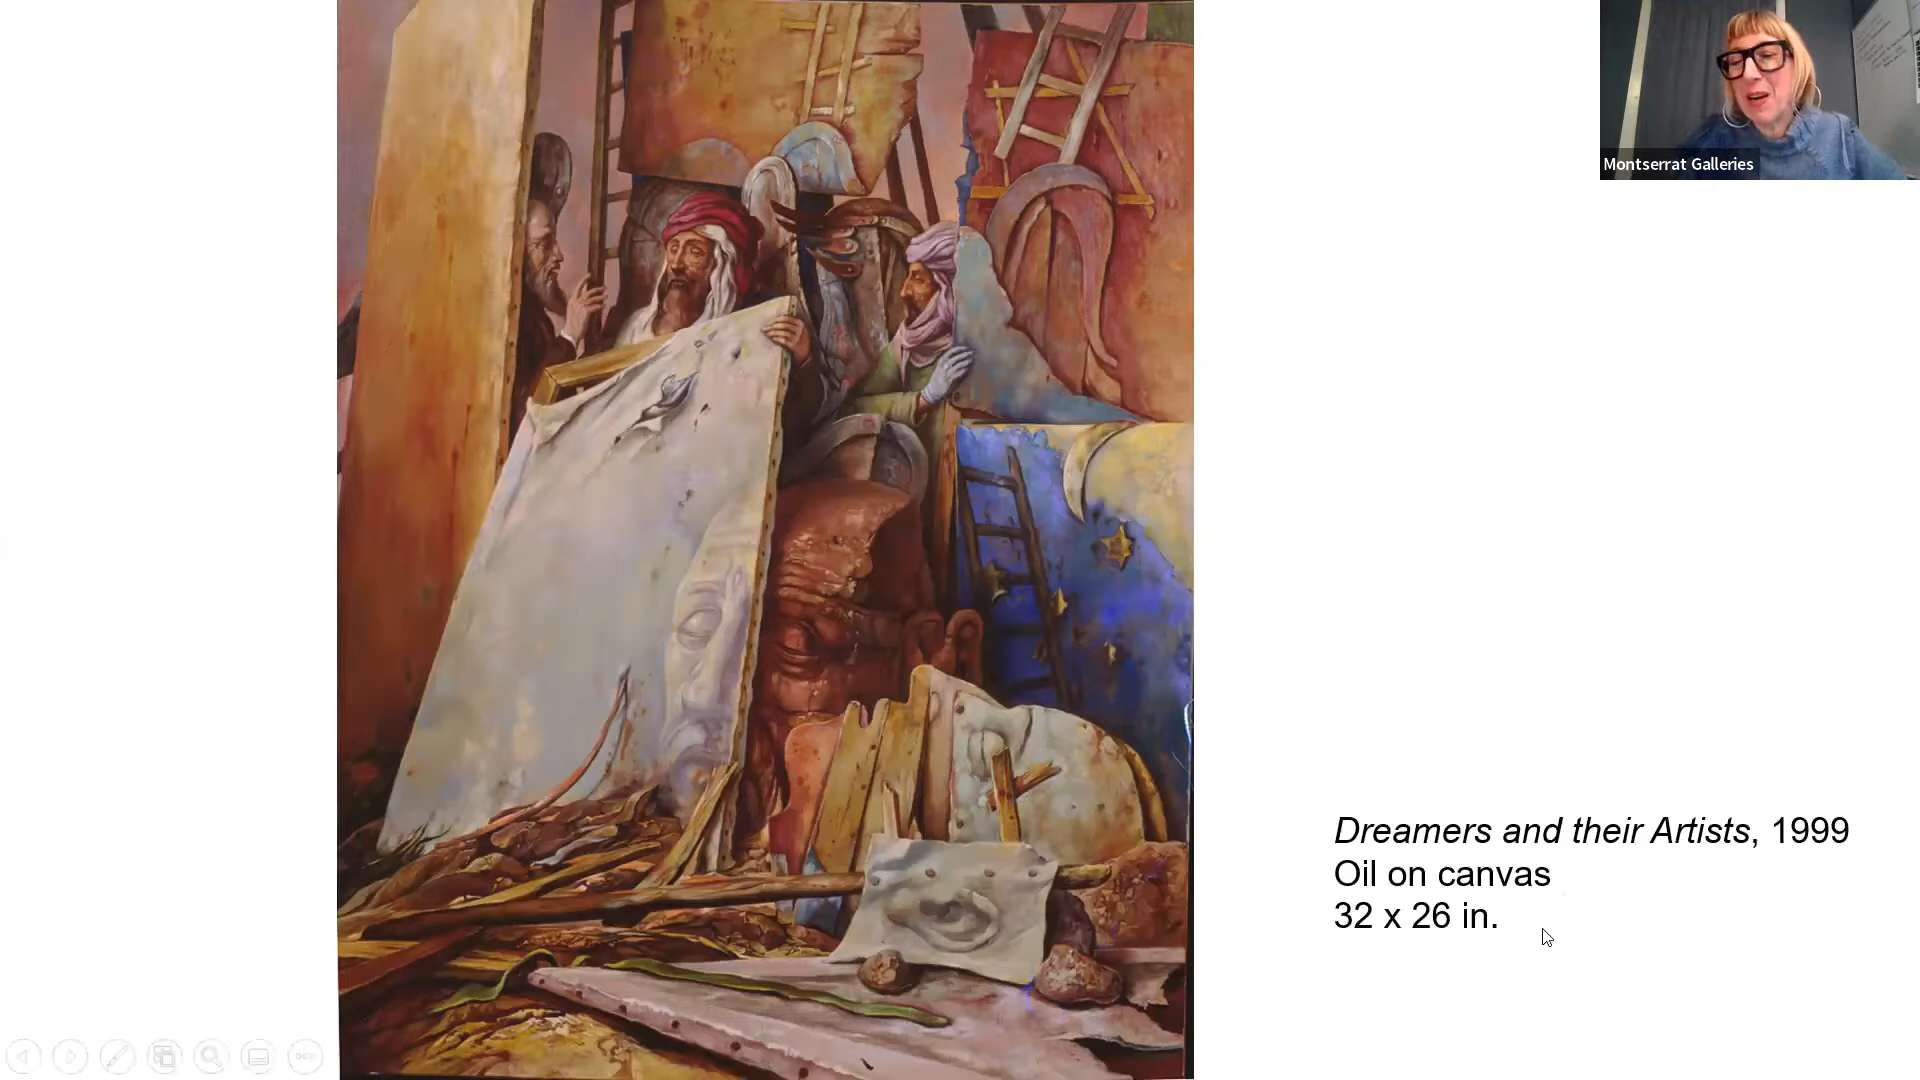 Montserrat Galleries
Dreamers and their Artists, 1999
Oil on canvas
32 x 26 in.